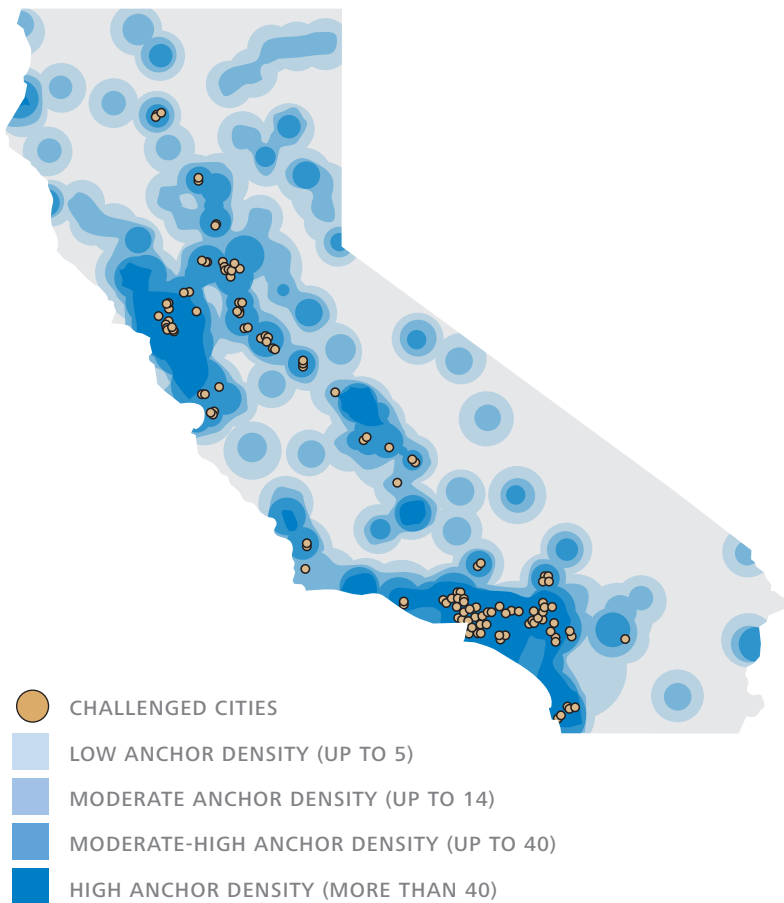 CHALLENGED CITIES
LOW ANCHOR DENSITY (UP TO 5)
MODERATE ANCHOR DENSITY (UP TO 14)
MODERATE-HIGH ANCHOR DENSITY (UP TO 40)
HIGH ANCHOR DENSITY (MORE THAN 40)